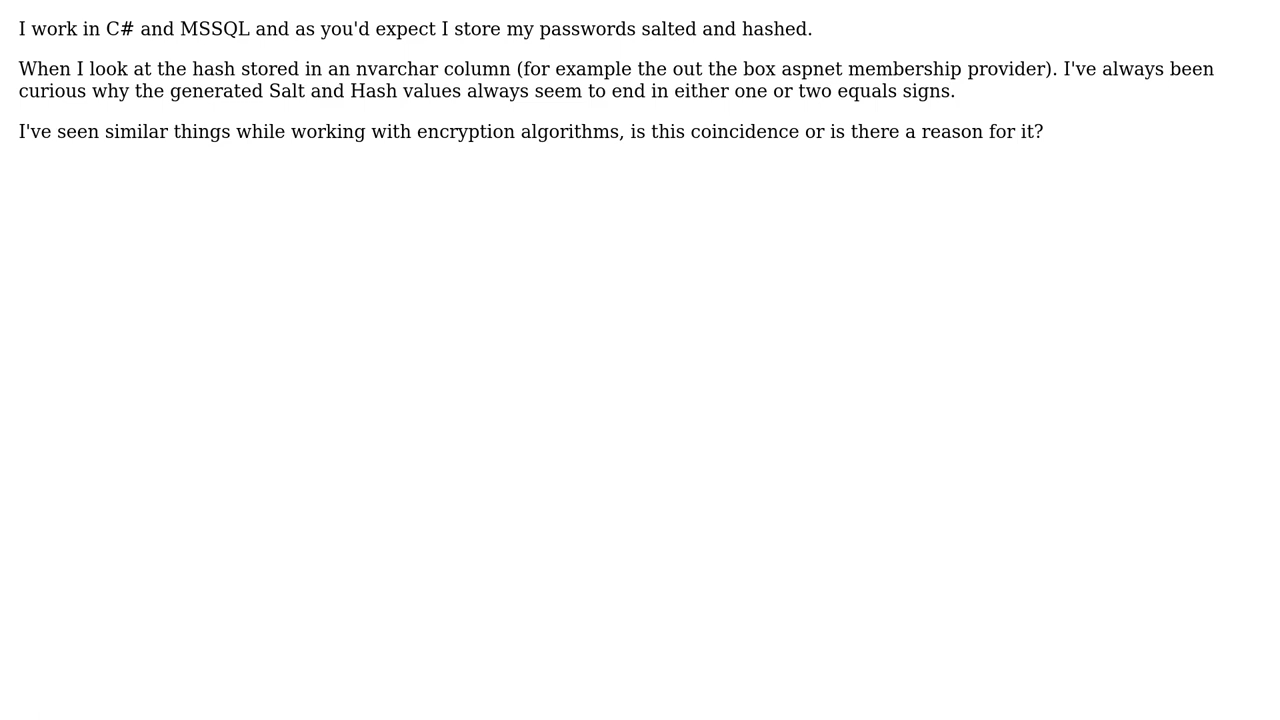 I work in C# and MSSQL and as you'd expect I store my passwords salted and hashed.
When I look at the hash stored in an nvarchar column (for example the out the box aspnet membership provider). I've always been
curious why the generated Salt and Hash values always seem to end in either one or two equals signs.
I've seen similar things while working with encryption algorithms, is this coincidence or is there a reason for it?